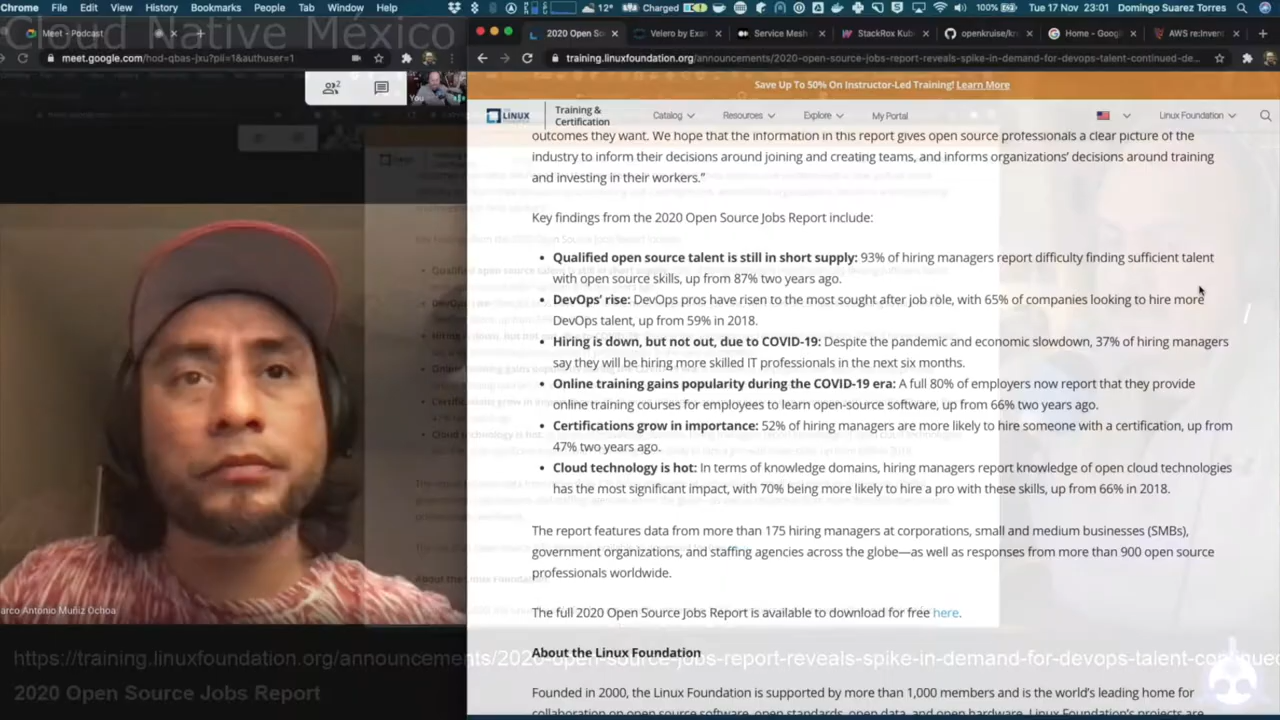 Chrome File Edit View History Bookmarks People Tab Window Help
12° Charged 100% Tue 17 Nov 23:01 Domingo Suarez Torres
Cloud Native México
Meet - Podcast
meet.google.com/hod-qbas-jxu?pli=1&authuser=1
You
2020 Open So
Velero by Exam
Service Mesh
StackRox Kub
openkruise/kr
Home - Googl
AWS re:Inven
training.linuxfoundation.org/announcements/2020-open-source-jobs-report-reveals-spike-in-demand-for-devops-talent-continued-de...
Save Up To 50% On Instructor-Led Training! Learn More
LINUX
Training &
Certification
Catalog Resources Explore My Portal Linux Foundation
outcomes they want. We hope that the information in this report gives open source professionals a clear picture of the
industry to inform their decisions around joining and creating teams, and informs organizations’ decisions around training
and investing in their workers.”
Key findings from the 2020 Open Source Jobs Report include:
• Qualified open source talent is still in short supply: 93% of hiring managers report difficulty finding sufficient talent
with open source skills, up from 87% two years ago.
• DevOps’ rise: DevOps pros have risen to the most sought after job role, with 65% of companies looking to hire more
DevOps talent, up from 59% in 2018.
• Hiring is down, but not out, due to COVID-19: Despite the pandemic and economic slowdown, 37% of hiring managers
say they will be hiring more skilled IT professionals in the next six months.
• Online training gains popularity during the COVID-19 era: A full 80% of employers now report that they provide
online training courses for employees to learn open-source software, up from 66% two years ago.
• Certifications grow in importance: 52% of hiring managers are more likely to hire someone with a certification, up from
47% two years ago.
• Cloud technology is hot: In terms of knowledge domains, hiring managers report knowledge of open cloud technologies
has the most significant impact, with 70% being more likely to hire a pro with these skills, up from 66% in 2018.
The report features data from more than 175 hiring managers at corporations, small and medium businesses (SMBs),
government organizations, and staffing agencies across the globe—as well as responses from more than 900 open source
professionals worldwide.
The full 2020 Open Source Jobs Report is available to download for free here.
About the Linux Foundation
Founded in 2000, the Linux Foundation is supported by more than 1,000 members and is the world’s leading home for
collaboration on open source software, open standards, open data, and open hardware. Linux Foundation’s projects are
arco Antonio Muñiz Ochoa
https://training.linuxfoundation.org/announcements/2020-open-source-jobs-report-reveals-spike-in-demand-for-devops-talent-continued
2020 Open Source Jobs Report